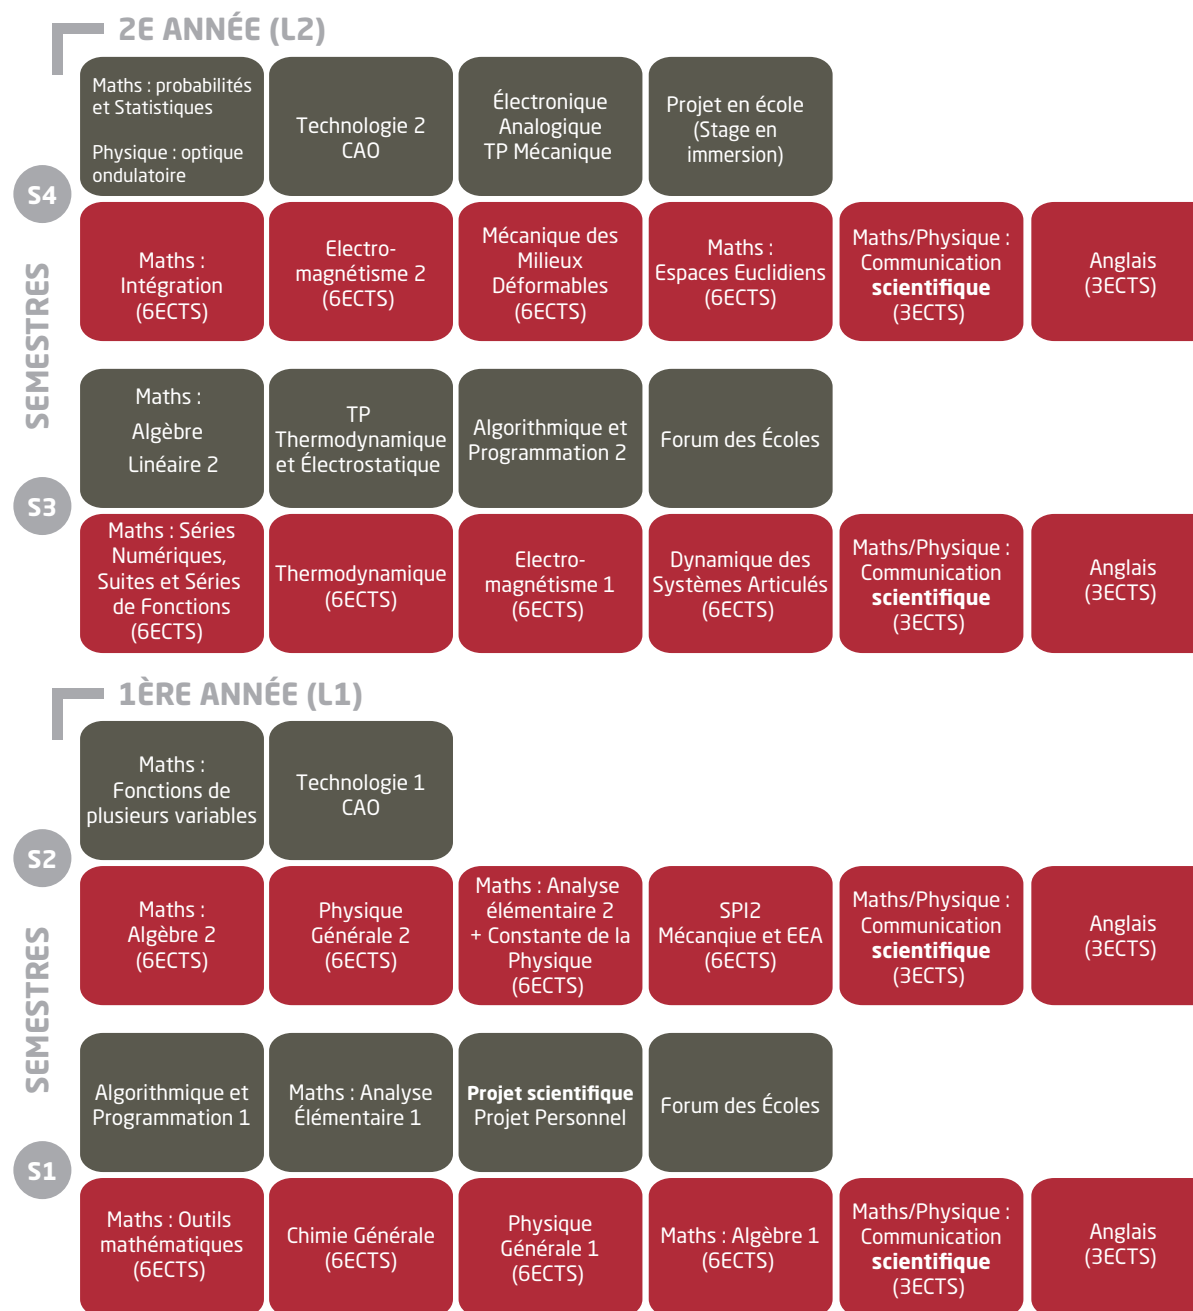 2E ANNÉE (L2)
Maths : probabilités
et Statistiques
Physique : optique
ondulatoire
Technologie 2
CAO
Électronique
Analogique
TP Mécanique
Projet en école
(Stage en
immersion)
S4
Maths :
Intégration
(6ECTS)
Electro-
magnétisme 2
(6ECTS)
Mécanique des
Milieux
Déformables
(6ECTS)
Maths :
Espaces Euclidiens
(6ECTS)
Maths/Physique :
Communication
scientifique
(3ECTS)
Anglais
(3ECTS)
SEMESTRES
Maths :
Algèbre
Linéaire 2
TP
Thermodynamique
et Électrostatique
Algorithmique et
Programmation 2
Forum des Écoles
S3
Maths : Séries
Numériques,
Suites et Séries
de Fonctions
(6ECTS)
Thermodynamique
(6ECTS)
Electro-
magnétisme 1
(6ECTS)
Dynamique des
Systèmes Articulés
(6ECTS)
Maths/Physique :
Communication
scientifique
(3ECTS)
Anglais
(3ECTS)
1ÈRE ANNÉE (L1)
Maths :
Fonctions de
plusieurs variables
Technologie 1
CAO
S2
Maths :
Algèbre 2
(6ECTS)
Physique
Générale 2
(6ECTS)
Maths : Analyse
élémentaire 2
+ Constante de la
Physique
(6ECTS)
SPI2
Mécanqiue et EEA
(6ECTS)
Maths/Physique :
Communication
scientifique
(3ECTS)
Anglais
(3ECTS)
SEMESTRES
Algorithmique et
Programmation 1
Maths : Analyse
Élémentaire 1
Projet scientifique
Projet Personnel
Forum des Écoles
S1
Maths : Outils
mathématiques
(6ECTS)
Chimie Générale
(6ECTS)
Physique
Générale 1
(6ECTS)
Maths : Algèbre 1
(6ECTS)
Maths/Physique :
Communication
scientifique
(3ECTS)
Anglais
(3ECTS)